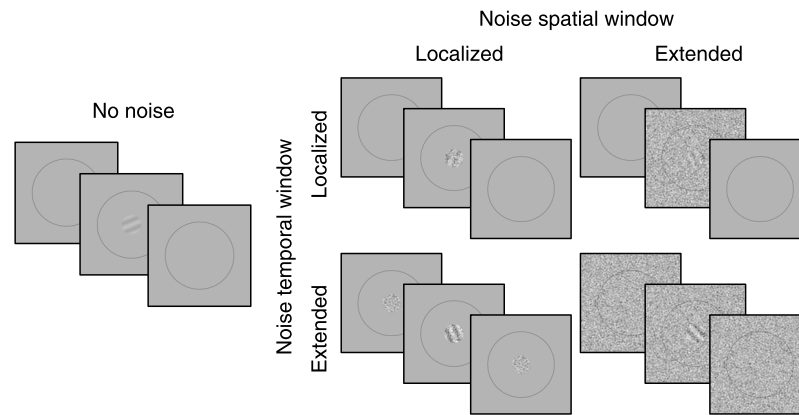 Noise spatial window
Localized
Extended
No noise
Noise temporal window
Localized
Extended